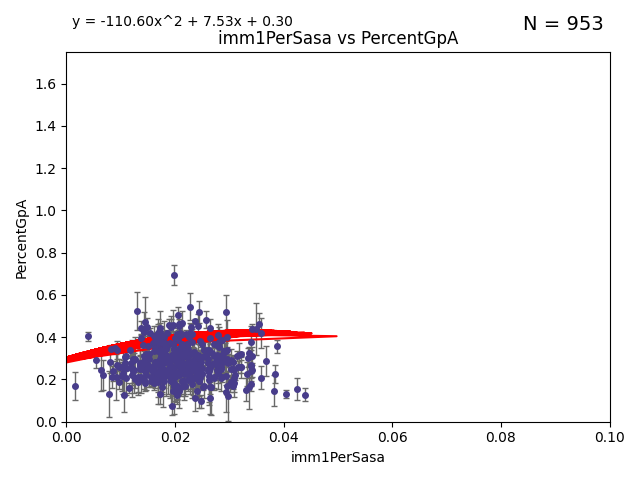 y = -110.60x^2 + 7.53x + 0.30
N = 953
imm1PerSasa vs PercentGpA
PercentGpA
1.6
1.4
1.2
1.0
0.8
0.6
0.4
0.2
0.0
0.00 0.02 0.04 0.06 0.08 0.10
imm1PerSasa